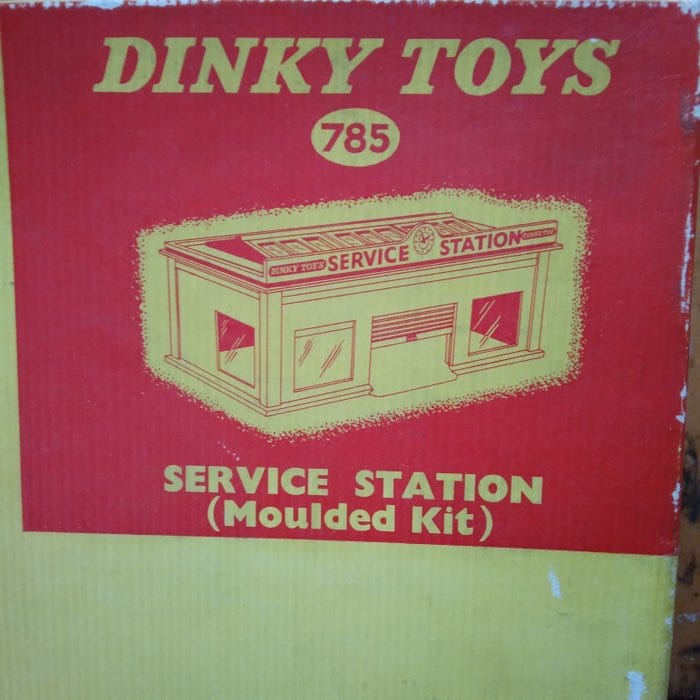 DINKY TOYS
785
DINKY TOYS SERVICE STATION DINKY TOYS
SERVICE STATION
(Moulded Kit)